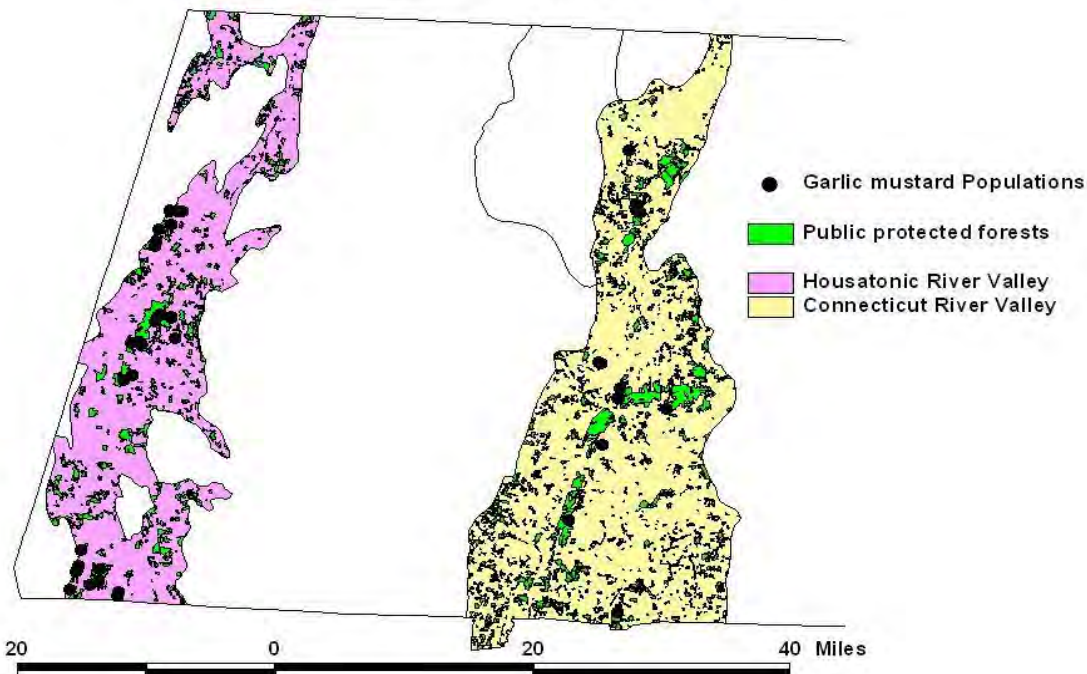 Garlic mustard Populations
Public protected forests
Housatonic River Valley
Connecticut River Valley
20 0 20 40 Miles